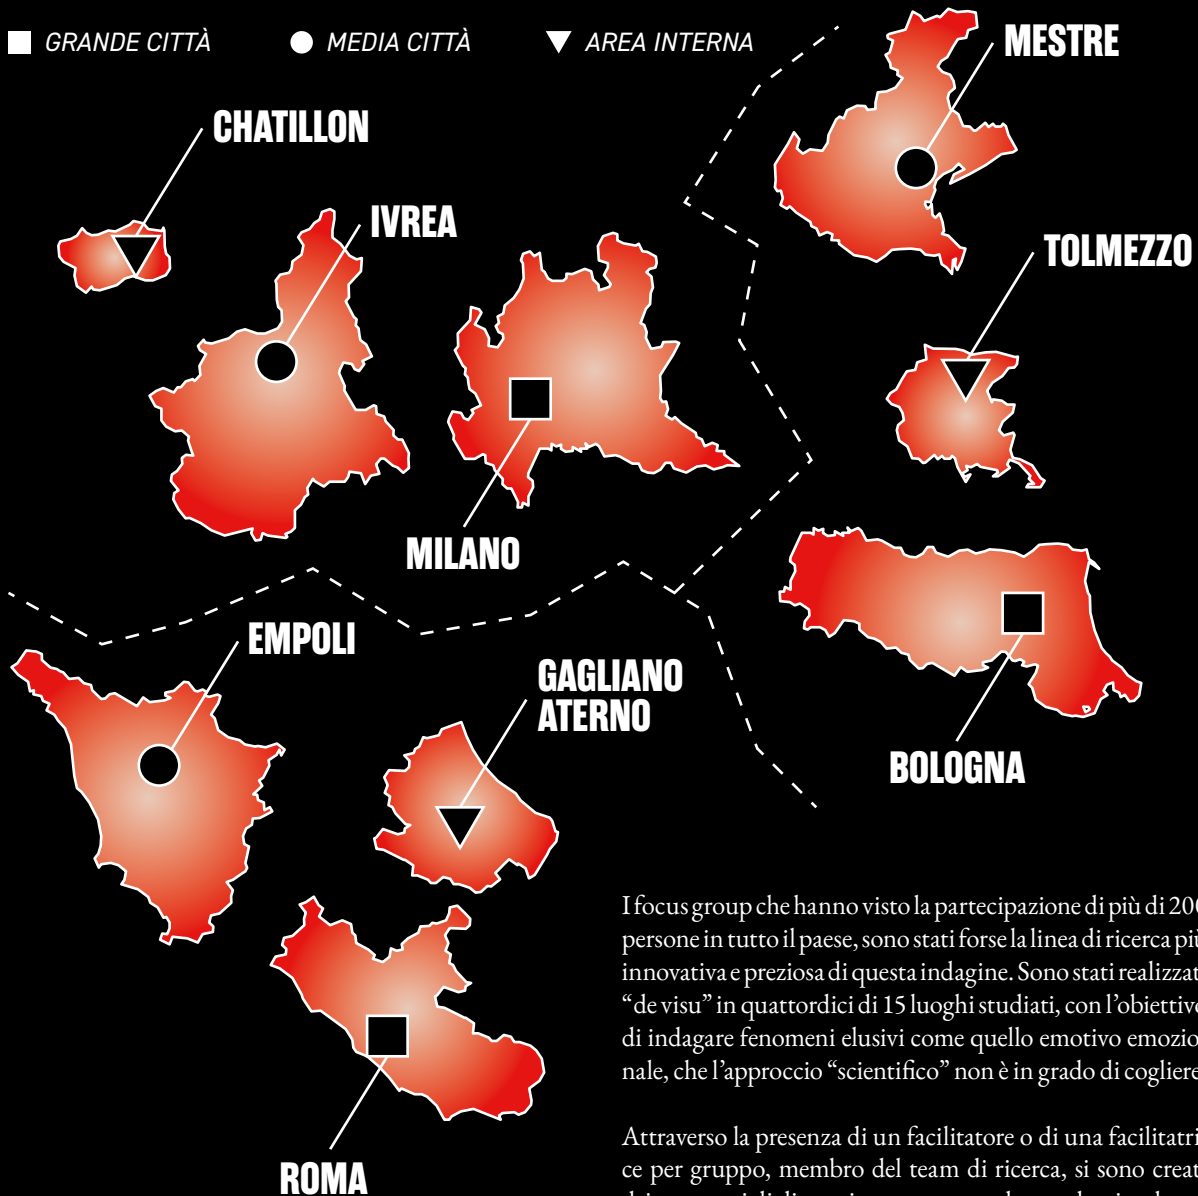 GRANDE CITTÀ
MEDIA CITTÀ
AREA INTERNA
MESTRE
CHATILLON
IVREA
TOLMEZZO
MILANO
EMPOLI
GAGLIANO
ATERNO
BOLOGNA
ROMA
I focus group che hanno visto la partecipazione di più di 200
persone in tutto il paese, sono stati forse la linea di ricerca più
innovativa e preziosa di questa indagine. Sono stati realizzat
“de visu” in quattordici di 15 luoghi studiati, con l’obiettivo
di indagare fenomeni elusivi come quello emotivo emozio
nale, che l’approccio “scientifico” non è in grado di cogliere
Attraverso la presenza di un facilitatore o di una facilitatri
ce per gruppo, membro del team di ricerca, si sono creat